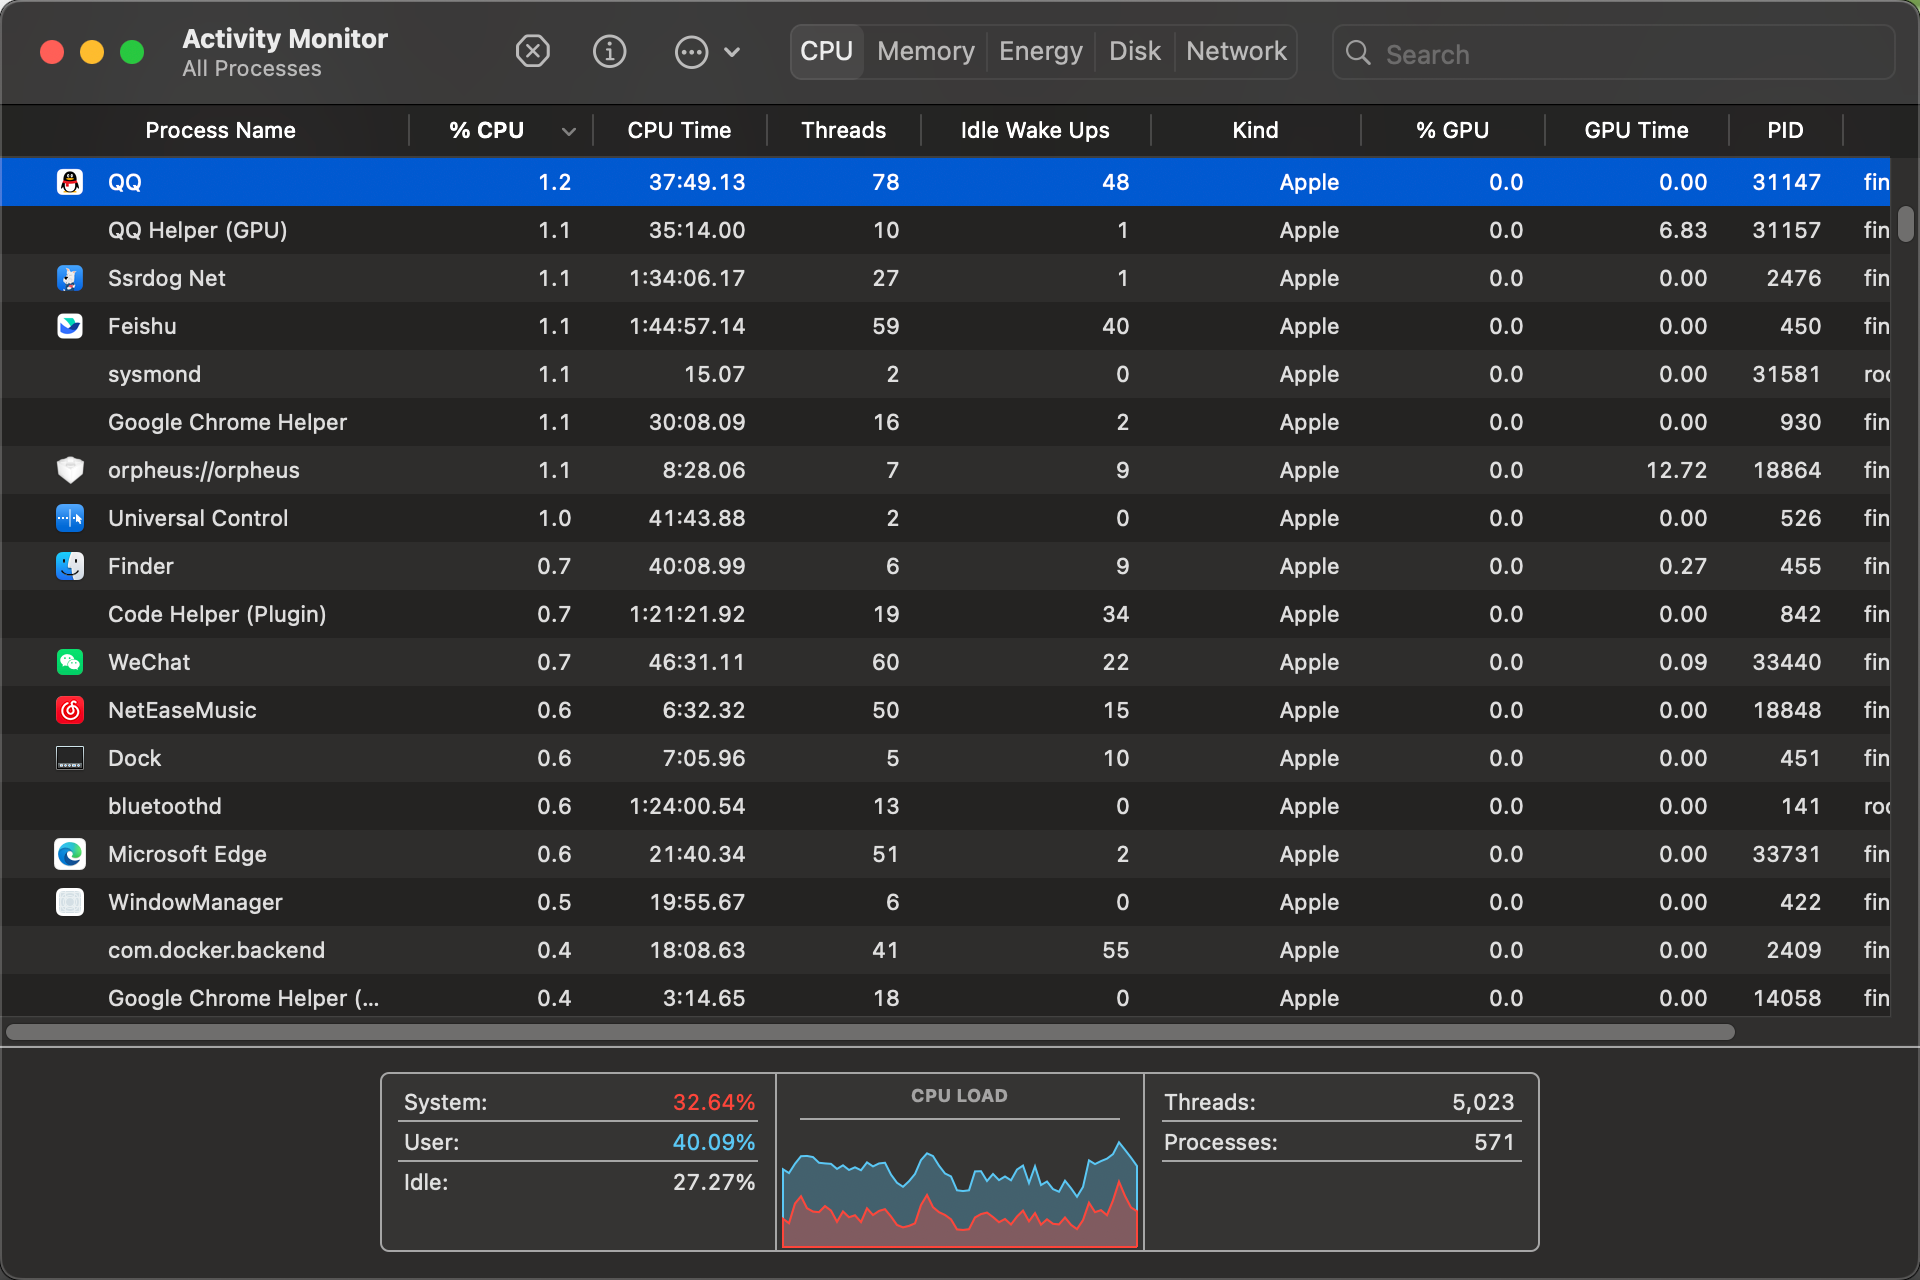 Activity Monitor
All Processes
CPU Memory Energy Disk Network
Search
Process Name % CPU CPU Time Threads Idle Wake Ups Kind % GPU GPU Time PID
QQ 1.2 37:49.13 78 48 Apple 0.0 0.00 31147 fin
QQ Helper (GPU) 1.1 35:14.00 10 1 Apple 0.0 6.83 31157 fin
Ssrdog Net 1.1 1:34:06.17 27 1 Apple 0.0 0.00 2476 fin
Feishu 1.1 1:44:57.14 59 40 Apple 0.0 0.00 450 fin
sysmond 1.1 15.07 2 0 Apple 0.0 0.00 31581 roo
Google Chrome Helper 1.1 30:08.09 16 2 Apple 0.0 0.00 930 fin
orpheus://orpheus 1.1 8:28.06 7 9 Apple 0.0 12.72 18864 fin
Universal Control 1.0 41:43.88 2 0 Apple 0.0 0.00 526 fin
Finder 0.7 40:08.99 6 9 Apple 0.0 0.27 455 fin
Code Helper (Plugin) 0.7 1:21:21.92 19 34 Apple 0.0 0.00 842 fin
WeChat 0.7 46:31.11 60 22 Apple 0.0 0.09 33440 fin
NetEaseMusic 0.6 6:32.32 50 15 Apple 0.0 0.00 18848 fin
Dock 0.6 7:05.96 5 10 Apple 0.0 0.00 451 fin
bluetoothd 0.6 1:24:00.54 13 0 Apple 0.0 0.00 141 roo
Microsoft Edge 0.6 21:40.34 51 2 Apple 0.0 0.00 33731 fin
WindowManager 0.5 19:55.67 6 0 Apple 0.0 0.00 422 fin
com.docker.backend 0.4 18:08.63 41 55 Apple 0.0 0.00 2409 fin
Google Chrome Helper (... 0.4 3:14.65 18 0 Apple 0.0 0.00 14058 fin
System: 32.64%
User: 40.09%
Idle: 27.27%
CPU LOAD
Threads: 5,023
Processes: 571